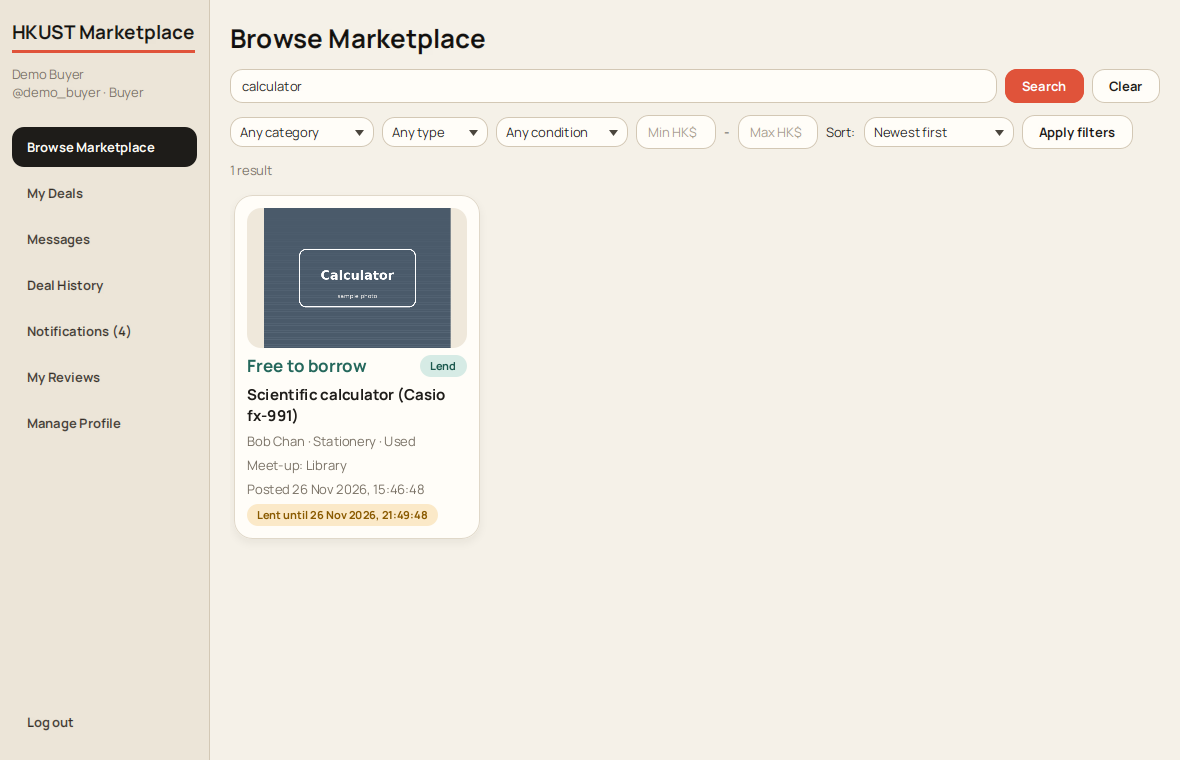 HKUST Marketplace
Demo Buyer
@demo_buyer · Buyer
Browse Marketplace
My Deals
Messages
Deal History
Notifications (4)
My Reviews
Manage Profile
Log out
Browse Marketplace
calculator
Search
Clear
Any category
Any type
Any condition
Min HK$
-
Max HK$
Sort:
Newest first
Apply filters
1 result
Calculator
sample photo
Free to borrow
Lend
Scientific calculator (Casio
fx-991)
Bob Chan · Stationery · Used
Meet-up: Library
Posted 26 Nov 2026, 15:46:48
Lent until 26 Nov 2026, 21:49:48